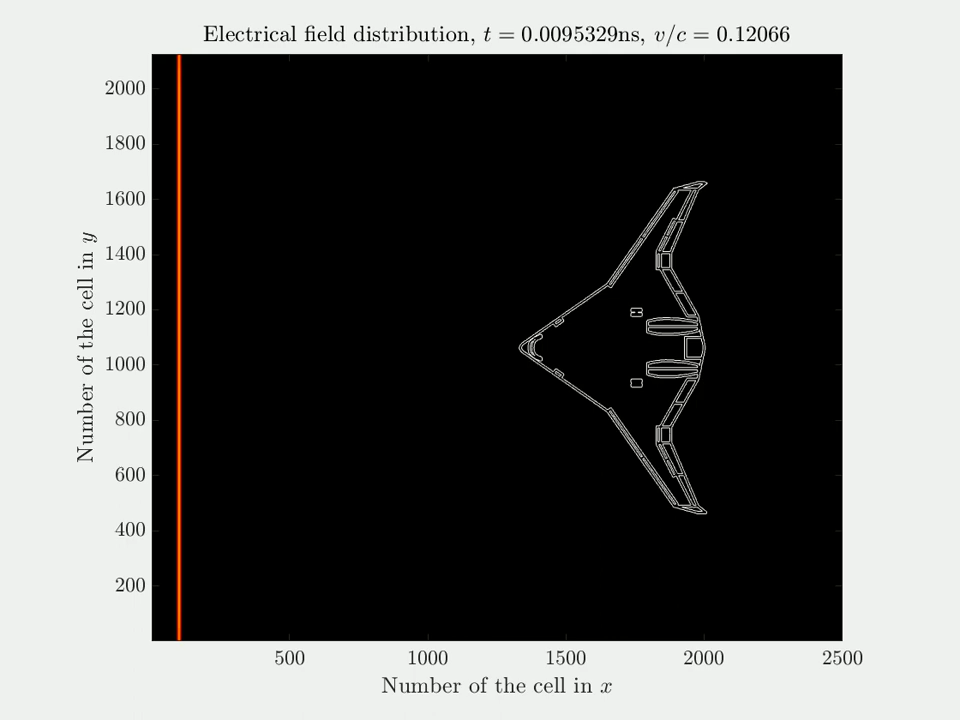 Electrical field distribution, t = 0.0095329ns, v/c = 0.12066
2000
1800
1600
1400
1200
1000
800
600
400
200
Number of the cell in y
500 1000 1500 2000 2500
Number of the cell in x